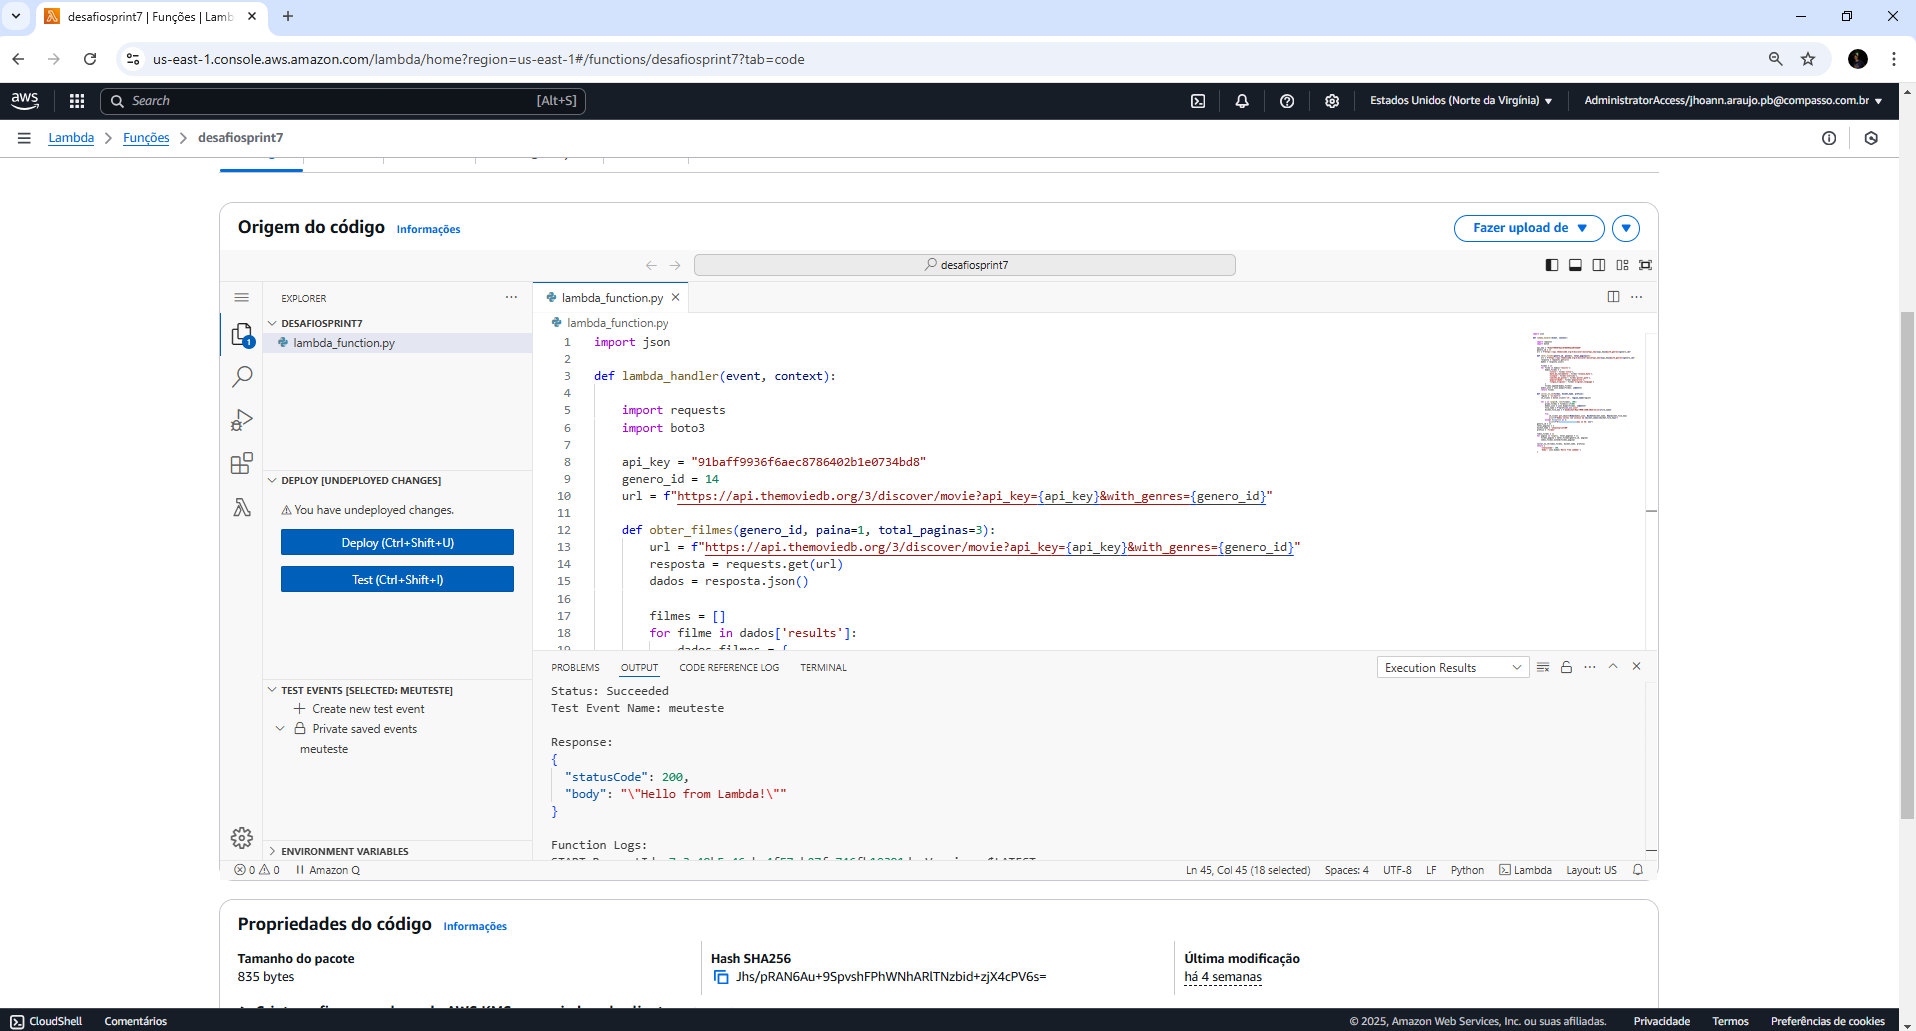 desafiosprint7 | Funções | Lamb
us-east-1.console.aws.amazon.com/lambda/home?region=us-east-1#/functions/desafiosprint7?tab=code
aws
Search
[Alt+S]
Estados Unidos (Norte da Virgínia)
AdministratorAccess/jhoann.araujo.pb@compasso.com.br
Lambda
Funções
desafiosprint7
Origem do código
Informações
Fazer upload de
desafiosprint7
EXPLORER
DESAFIOSPRINT7
lambda_function.py
1
DEPLOY [UNDEPLOYED CHANGES]
You have undeployed changes.
Deploy (Ctrl+Shift+U)
Test (Ctrl+Shift+I)
TEST EVENTS [SELECTED: MEUTESTE]
Create new test event
Private saved events
meuteste
ENVIRONMENT VARIABLES
lambda_function.py
lambda_function.py
1 import json
2
3 def lambda_handler(event, context):
4
5 import requests
6 import boto3
7
8 api_key = "91baff9936f6aec8786402b1e0734bd8"
9 genero_id = 14
10 url = f"https://api.themoviedb.org/3/discover/movie?api_key={api_key}&with_genres={genero_id}"
11
12 def obter_filmes(genero_id, paina=1, total_paginas=3):
13 url = f"https://api.themoviedb.org/3/discover/movie?api_key={api_key}&with_genres={genero_id}"
14 resposta = requests.get(url)
15 dados = resposta.json()
16
17 filmes = []
18 for filme in dados['results']:
19 dados_filmes = {
PROBLEMS
OUTPUT
CODE REFERENCE LOG
TERMINAL
Execution Results
Status: Succeeded
Test Event Name: meuteste
Response:
{
"statusCode": 200,
"body": "\"Hello from Lambda!\""
}
Function Logs:
0 0
Amazon Q
Ln 45, Col 45 (18 selected)
Spaces: 4
UTF-8
LF
Python
Lambda
Layout: US
Propriedades do código
Informações
Tamanho do pacote
835 bytes
Hash SHA256
Jhs/pRAN6Au+9SpvshFPhWNhARlTNzbid+zjX4cPV6s=
Última modificação
há 4 semanas
CloudShell
Comentários
© 2025, Amazon Web Services, Inc. ou suas afiliadas.
Privacidade
Termos
Preferências de cookies